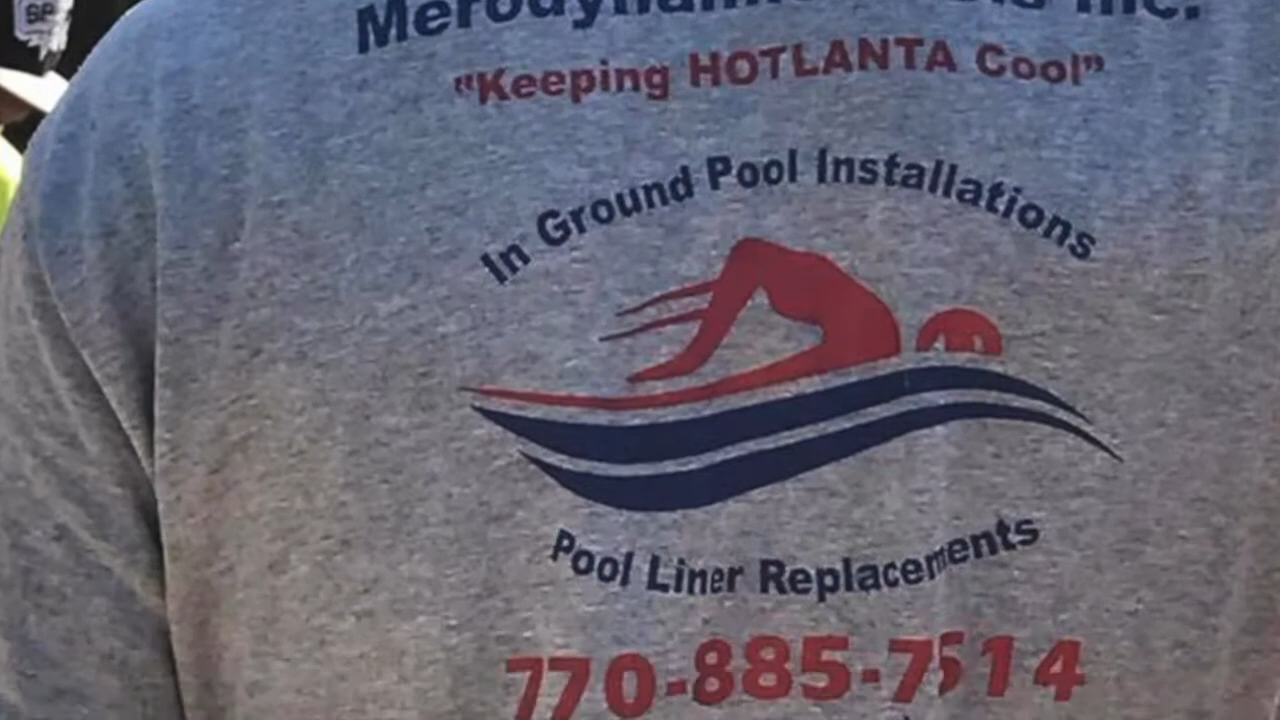 "Keeping HOTLANTA Cool"
In Ground Pool Installations
Pool Liner Replacements
770-885-7514